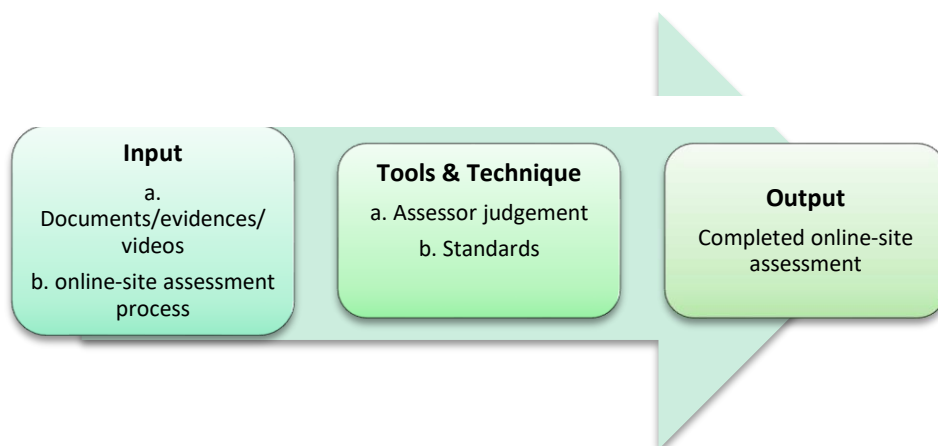 Input
a.
Documents/evidences/
videos
b. online-site assessment
process
Tools & Technique
a. Assessor judgement
b. Standards
Output
Completed online-site
assessment